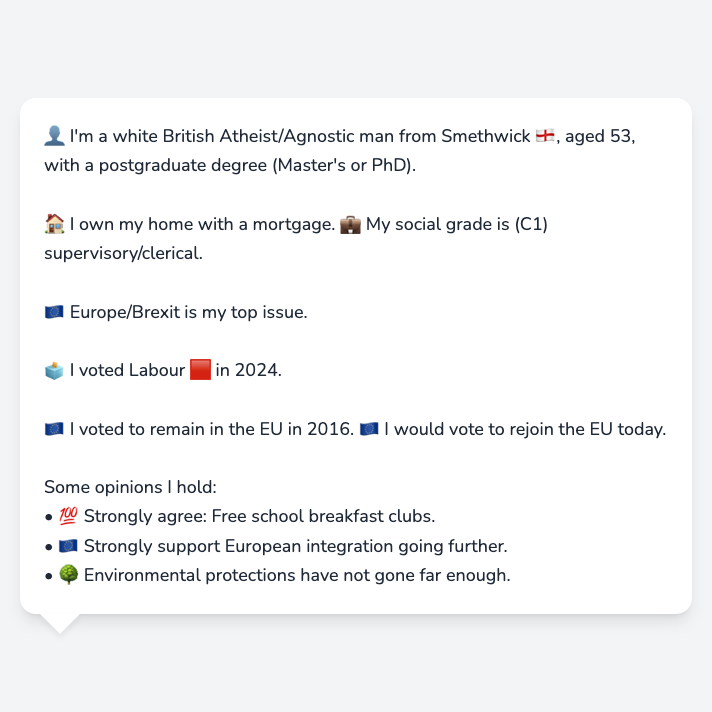 👤 I'm a white British Atheist/Agnostic man from Smethwick 🏴󠁧󠁢󠁥󠁮󠁧󠁿, aged 53,
with a postgraduate degree (Master's or PhD).
🏠 I own my home with a mortgage. 💼 My social grade is (C1)
supervisory/clerical.
🇪🇺 Europe/Brexit is my top issue.
🗳️ I voted Labour 🟥 in 2024.
🇪🇺 I voted to remain in the EU in 2016. 🇪🇺 I would vote to rejoin the EU today.
Some opinions I hold:
• 💯 Strongly agree: Free school breakfast clubs.
• 🇪🇺 Strongly support European integration going further.
• 🌳 Environmental protections have not gone far enough.